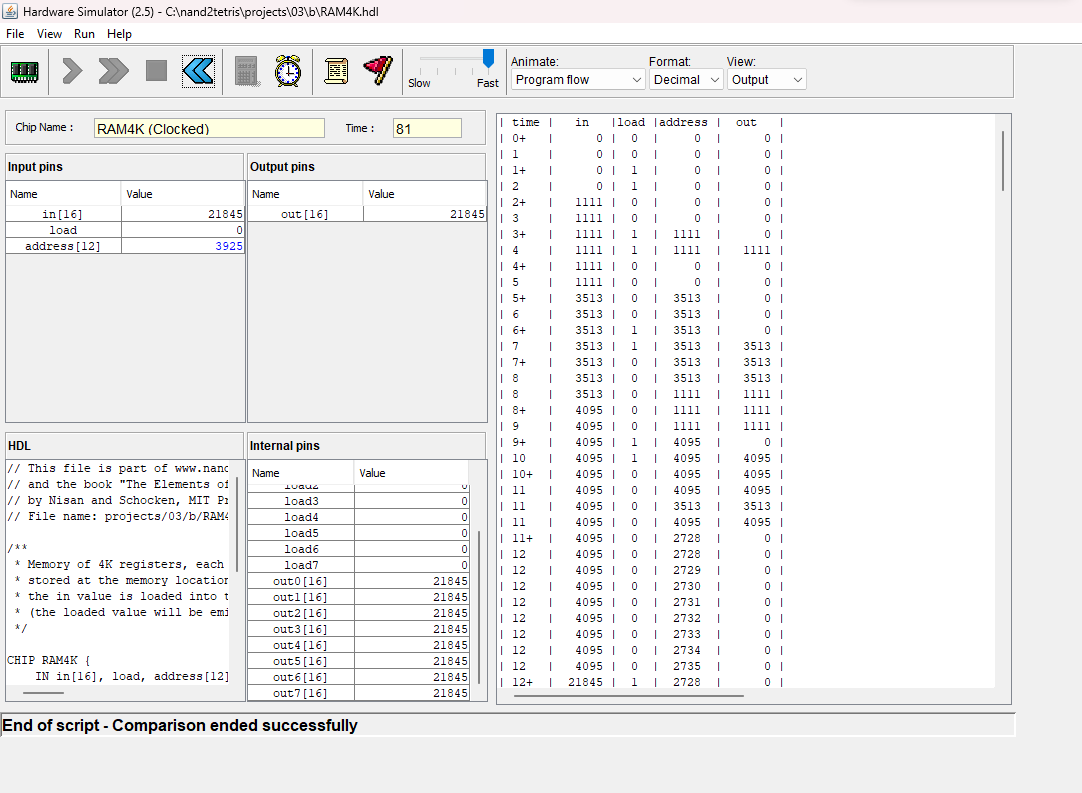 Hardware Simulator (2.5) - C:\nand2tetris\projects\03\b\RAM4K.hdl
File View Run Help
Slow Fast
Animate: Format: View:
Program flow Decimal Output
Chip Name : RAM4K (Clocked) Time : 81
Input pins
Name Value
in[16] 21845
load 0
address[12] 3925
Output pins
Name Value
out[16] 21845
HDL
// This file is part of www.nand
// and the book "The Elements of
// by Nisan and Schocken, MIT Pr
// File name: projects/03/b/RAM4
/**
* Memory of 4K registers, each
* stored at the memory location
* the in value is loaded into t
* (the loaded value will be emi
*/
CHIP RAM4K {
IN in[16], load, address[12]
Internal pins
Name Value
load2 0
load3 0
load4 0
load5 0
load6 0
load7 0
out0[16] 21845
out1[16] 21845
out2[16] 21845
out3[16] 21845
out4[16] 21845
out5[16] 21845
out6[16] 21845
out7[16] 21845
| time | in |load |address | out |
| 0+ | 0 | 0 | 0 | 0 |
| 1 | 0 | 0 | 0 | 0 |
| 1+ | 0 | 1 | 0 | 0 |
| 2 | 0 | 1 | 0 | 0 |
| 2+ | 1111 | 0 | 0 | 0 |
| 3 | 1111 | 0 | 0 | 0 |
| 3+ | 1111 | 1 | 1111 | 0 |
| 4 | 1111 | 1 | 1111 | 1111 |
| 4+ | 1111 | 0 | 0 | 0 |
| 5 | 1111 | 0 | 0 | 0 |
| 5+ | 3513 | 0 | 3513 | 0 |
| 6 | 3513 | 0 | 3513 | 0 |
| 6+ | 3513 | 1 | 3513 | 0 |
| 7 | 3513 | 1 | 3513 | 3513 |
| 7+ | 3513 | 0 | 3513 | 3513 |
| 8 | 3513 | 0 | 3513 | 3513 |
| 8 | 3513 | 0 | 1111 | 1111 |
| 8+ | 4095 | 0 | 1111 | 1111 |
| 9 | 4095 | 0 | 1111 | 1111 |
| 9+ | 4095 | 1 | 4095 | 0 |
| 10 | 4095 | 1 | 4095 | 4095 |
| 10+ | 4095 | 0 | 4095 | 4095 |
| 11 | 4095 | 0 | 4095 | 4095 |
| 11 | 4095 | 0 | 3513 | 3513 |
| 11 | 4095 | 0 | 4095 | 4095 |
| 11+ | 4095 | 0 | 2728 | 0 |
| 12 | 4095 | 0 | 2728 | 0 |
| 12 | 4095 | 0 | 2729 | 0 |
| 12 | 4095 | 0 | 2730 | 0 |
| 12 | 4095 | 0 | 2731 | 0 |
| 12 | 4095 | 0 | 2732 | 0 |
| 12 | 4095 | 0 | 2733 | 0 |
| 12 | 4095 | 0 | 2734 | 0 |
| 12 | 4095 | 0 | 2735 | 0 |
| 12+ | 21845 | 1 | 2728 | 0 |
End of script - Comparison ended successfully